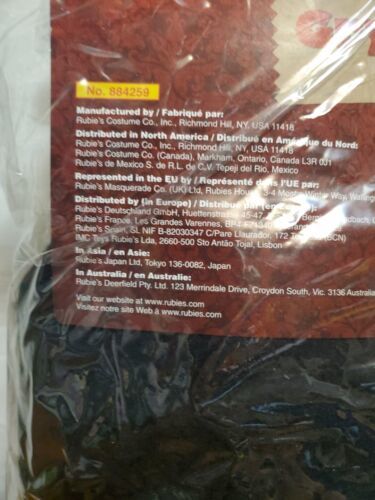 No. 884259
Manufactured by / Fabriqué par:
Rubie's Costume Co., Inc., Richmond Hill, NY, USA 11418
Distributed in North America / Distribué en Amérique du Nord:
Rubie's Costume Co., Inc., Richmond Hill, NY, USA 11418
Rubie's Costume Co. (Canada), Markham, Ontario, Canada L3R 0J1
Rubie's de Mexico S. de R.L. de C.V. Tepeji del Rio, Mexico
Represented in the EU by / Représenté dans l'UE par:
Rubie's Masquerade Co. (UK) Ltd, Rubies House, Way,
Distributed by (in Europe) / Distribué par
Rubie's Deutschland GmbH, Huettenstrasse 45-47,
Rubie's France, Les Grandes Varennes,
Rubie's Spain, SL NIF B-82030347 C/Pare Llaurador, 172 (BCN)
IMC Toys Rubie's Lda, 2660-500 Sto Antão Tojal, Lisbon
In Asia / en Asie:
Rubie's Japan Ltd, Tokyo 136-0082, Japan
In Australia / en Australie:
Rubie's Deerfield Pty. Ltd. 123 Merrindale Drive, Croydon South, Vic. 3136 Australia
Visit our website at www.rubies.com
Visitez notre site Web à www.rubies.com